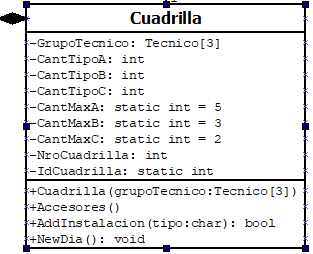 Cuadrilla
-GrupoTecnico: Tecnico[3]
-CantTipoA: int
-CantTipoB: int
-CantTipoC: int
-CantMaxA: static int = 5
-CantMaxB: static int = 3
-CantMaxC: static int = 2
-NroCuadrilla: int
-IdCuadrilla: static int
+Cuadrilla(grupoTecnico:Tecnico[3])
+Accesores()
+AddInstalacion(tipo:char): bool
+NewDia(): void